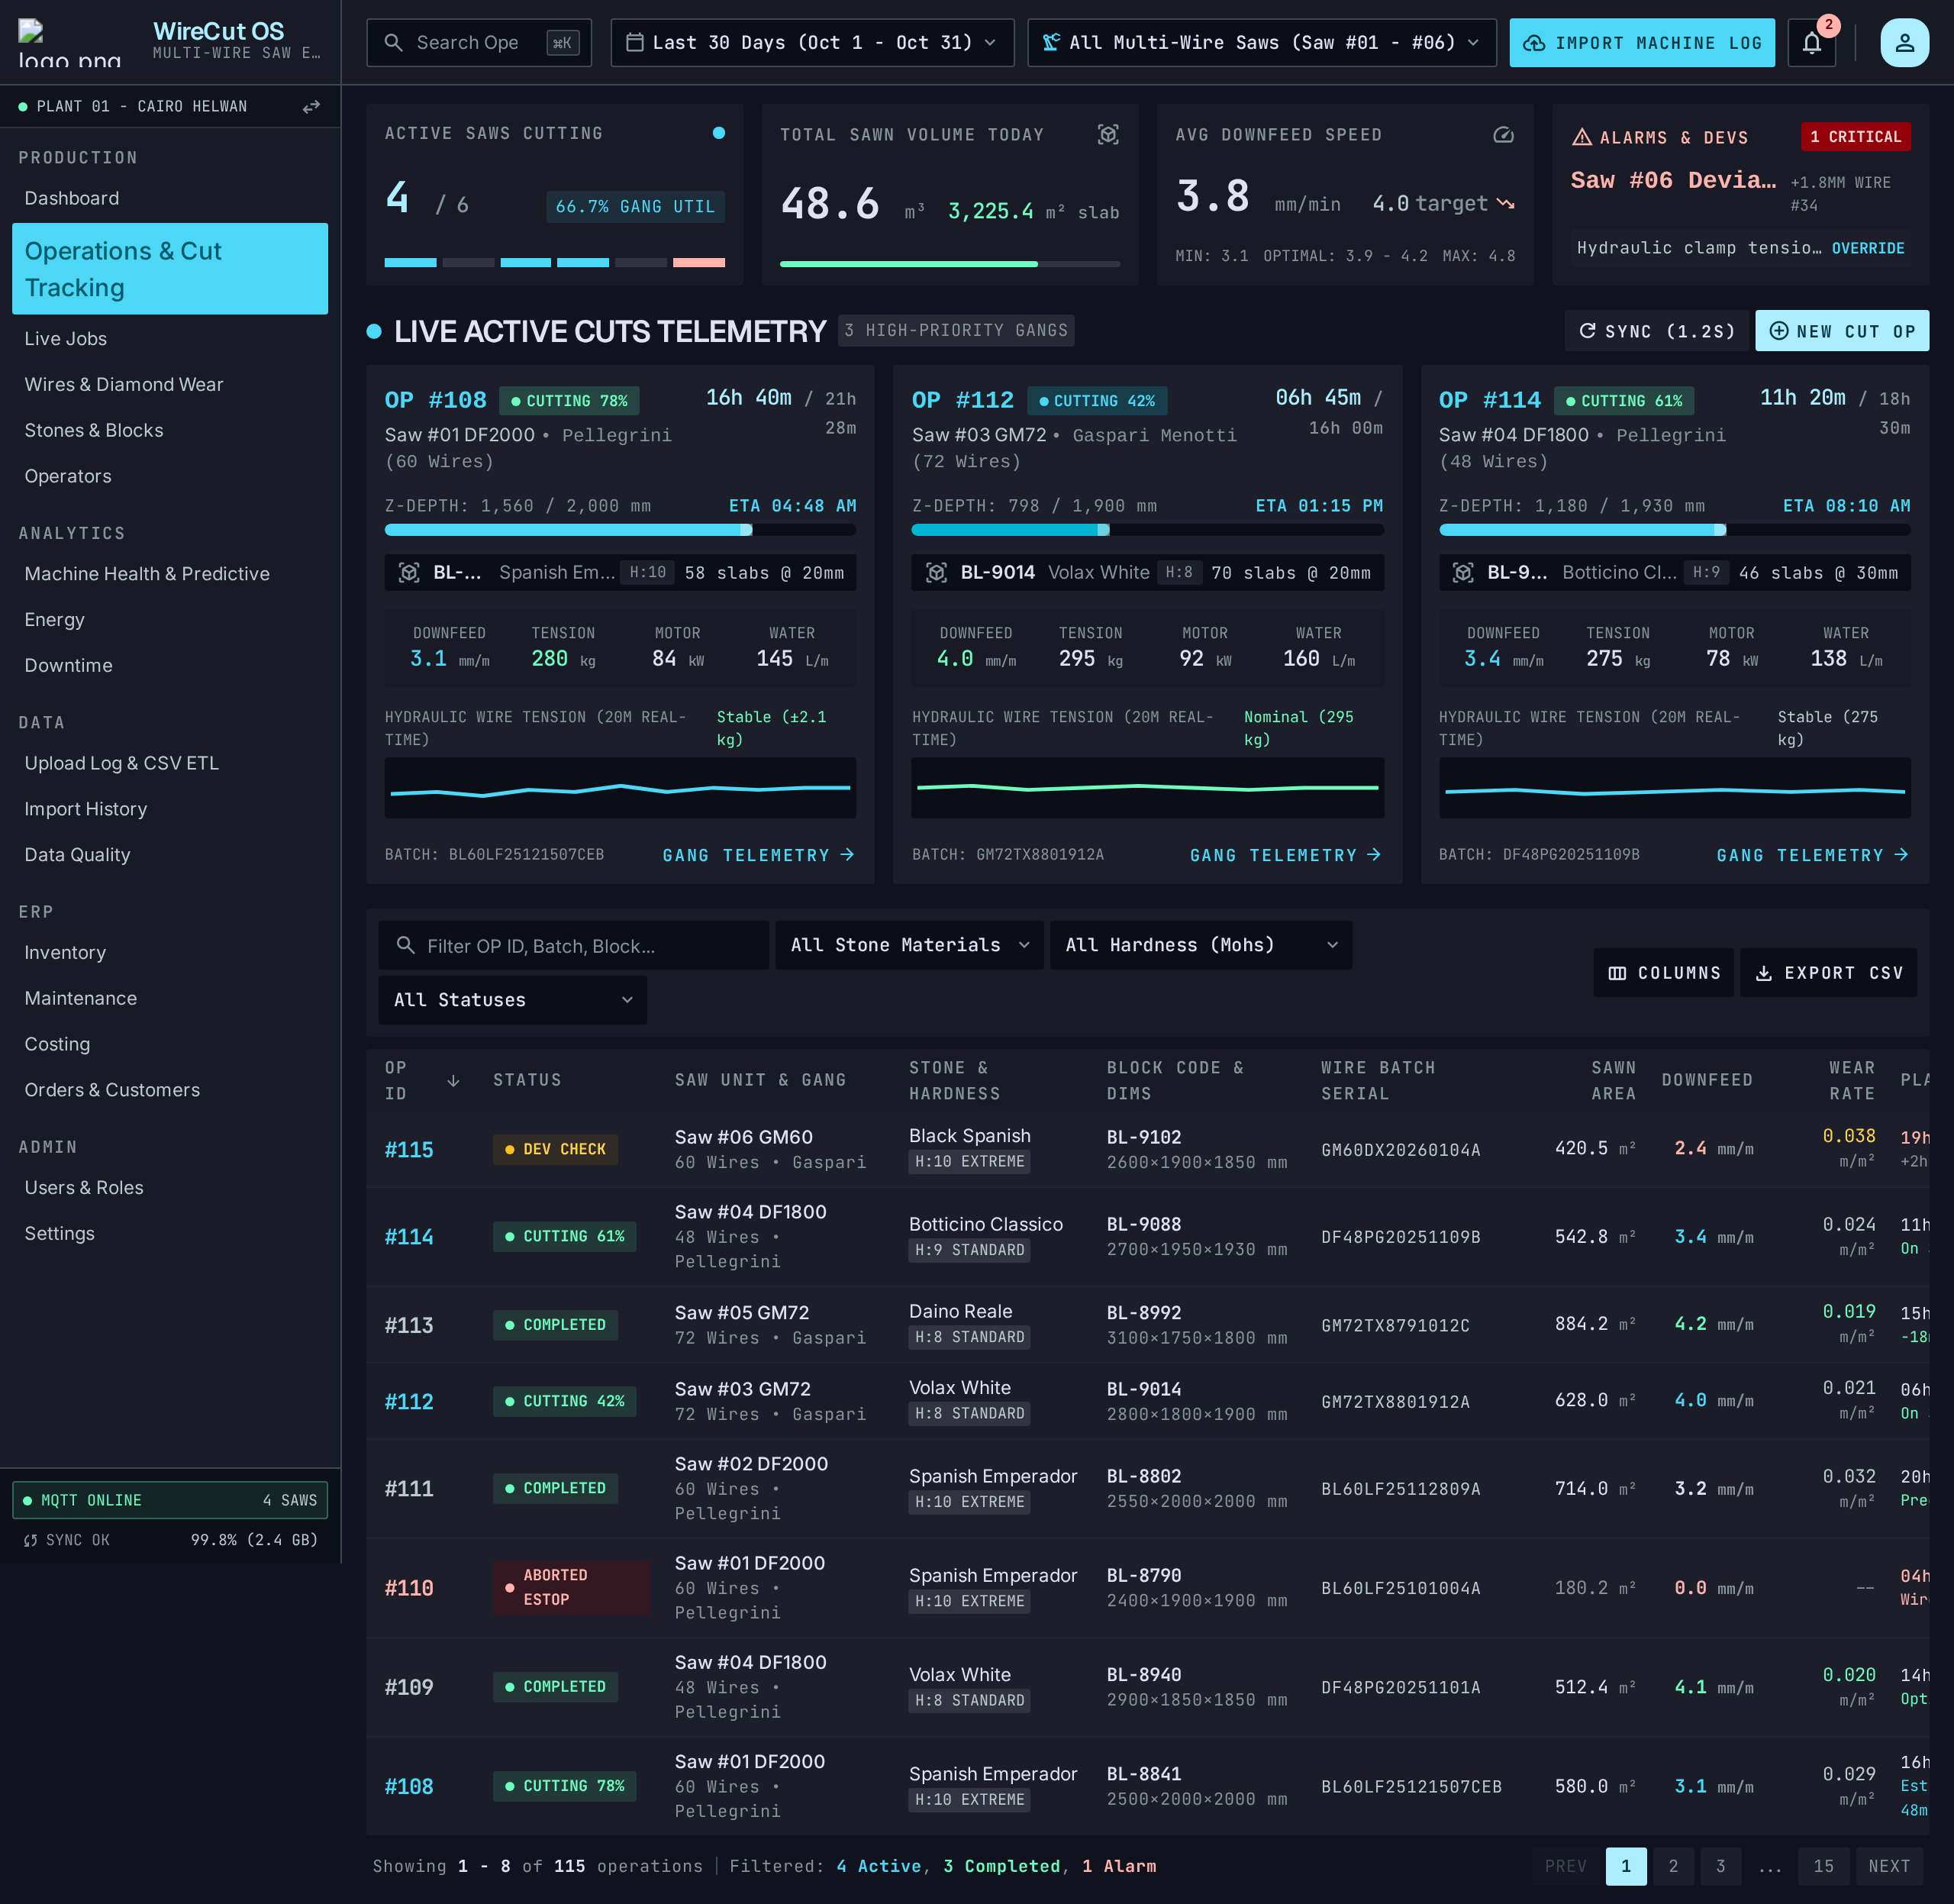 logo png
WireCut OS
MULTI-WIRE SAW E…
Search Ope
⌘K
Last 30 Days (Oct 1 - Oct 31)
All Multi-Wire Saws (Saw #01 - #06)
IMPORT MACHINE LOG
2
PLANT 01 - CAIRO HELWAN
PRODUCTION
Dashboard
Operations & Cut
Tracking
Live Jobs
Wires & Diamond Wear
Stones & Blocks
Operators
ANALYTICS
Machine Health & Predictive
Energy
Downtime
DATA
Upload Log & CSV ETL
Import History
Data Quality
ERP
Inventory
Maintenance
Costing
Orders & Customers
ADMIN
Users & Roles
Settings
MQTT ONLINE 4 SAWS
SYNC OK 99.8% (2.4 GB)
ACTIVE SAWS CUTTING
4 / 6 66.7% GANG UTIL
TOTAL SAWN VOLUME TODAY
48.6 m³ 3,225.4 m² slab
AVG DOWNFEED SPEED
3.8 mm/min 4.0 target
MIN: 3.1 OPTIMAL: 3.9 - 4.2 MAX: 4.8
ALARMS & DEVS 1 CRITICAL
Saw #06 Devia… +1.8MM WIRE
#34
Hydraulic clamp tensio… OVERRIDE
LIVE ACTIVE CUTS TELEMETRY 3 HIGH-PRIORITY GANGS
SYNC (1.2S) NEW CUT OP
OP #108 CUTTING 78% 16h 40m / 21h
28m
Saw #01 DF2000 • Pellegrini
(60 Wires)
Z-DEPTH: 1,560 / 2,000 mm ETA 04:48 AM
BL-… Spanish Em… H:10 58 slabs @ 20mm
DOWNFEED TENSION MOTOR WATER
3.1 mm/m 280 kg 84 kW 145 L/m
HYDRAULIC WIRE TENSION (20M REAL-
TIME)
Stable (±2.1
kg)
BATCH: BL60LF25121507CEB GANG TELEMETRY
OP #112 CUTTING 42% 06h 45m /
16h 00m
Saw #03 GM72 • Gaspari Menotti
(72 Wires)
Z-DEPTH: 798 / 1,900 mm ETA 01:15 PM
BL-9014 Volax White H:8 70 slabs @ 20mm
DOWNFEED TENSION MOTOR WATER
4.0 mm/m 295 kg 92 kW 160 L/m
HYDRAULIC WIRE TENSION (20M REAL-
TIME)
Nominal (295
kg)
BATCH: GM72TX8801912A GANG TELEMETRY
OP #114 CUTTING 61% 11h 20m / 18h
30m
Saw #04 DF1800 • Pellegrini
(48 Wires)
Z-DEPTH: 1,180 / 1,930 mm ETA 08:10 AM
BL-9… Botticino Cl… H:9 46 slabs @ 30mm
DOWNFEED TENSION MOTOR WATER
3.4 mm/m 275 kg 78 kW 138 L/m
HYDRAULIC WIRE TENSION (20M REAL-
TIME)
Stable (275
kg)
BATCH: DF48PG20251109B GANG TELEMETRY
Filter OP ID, Batch, Block...
All Stone Materials
All Hardness (Mohs)
All Statuses
COLUMNS
EXPORT CSV
OP
ID
STATUS
SAW UNIT & GANG
STONE &
HARDNESS
BLOCK CODE &
DIMS
WIRE BATCH
SERIAL
SAWN
AREA
DOWNFEED
WEAR
RATE
PLA
#115 DEV CHECK
Saw #06 GM60
60 Wires • Gaspari
Black Spanish
H:10 EXTREME
BL-9102
2600×1900×1850 mm
GM60DX20260104A
420.5 m²
2.4 mm/m
0.038
m/m²
19h
+2h
#114 CUTTING 61%
Saw #04 DF1800
48 Wires •
Pellegrini
Botticino Classico
H:9 STANDARD
BL-9088
2700×1950×1930 mm
DF48PG20251109B
542.8 m²
3.4 mm/m
0.024
m/m²
11h
On
#113 COMPLETED
Saw #05 GM72
72 Wires • Gaspari
Daino Reale
H:8 STANDARD
BL-8992
3100×1750×1800 mm
GM72TX8791012C
884.2 m²
4.2 mm/m
0.019
m/m²
15h
-18m
#112 CUTTING 42%
Saw #03 GM72
72 Wires • Gaspari
Volax White
H:8 STANDARD
BL-9014
2800×1800×1900 mm
GM72TX8801912A
628.0 m²
4.0 mm/m
0.021
m/m²
06h
On
#111 COMPLETED
Saw #02 DF2000
60 Wires •
Pellegrini
Spanish Emperador
H:10 EXTREME
BL-8802
2550×2000×2000 mm
BL60LF25112809A
714.0 m²
3.2 mm/m
0.032
m/m²
20h
Pre
#110 ABORTED
ESTOP
Saw #01 DF2000
60 Wires •
Pellegrini
Spanish Emperador
H:10 EXTREME
BL-8790
2400×1900×1900 mm
BL60LF25101004A
180.2 m²
0.0 mm/m
--
04h
Wir
#109 COMPLETED
Saw #04 DF1800
48 Wires •
Pellegrini
Volax White
H:8 STANDARD
BL-8940
2900×1850×1850 mm
DF48PG20251101A
512.4 m²
4.1 mm/m
0.020
m/m²
14h
Opt
#108 CUTTING 78%
Saw #01 DF2000
60 Wires •
Pellegrini
Spanish Emperador
H:10 EXTREME
BL-8841
2500×2000×2000 mm
BL60LF25121507CEB
580.0 m²
3.1 mm/m
0.029
m/m²
16h
Est
48m
Showing 1 - 8 of 115 operations | Filtered: 4 Active, 3 Completed, 1 Alarm
PREV 1 2 3 ... 15 NEXT